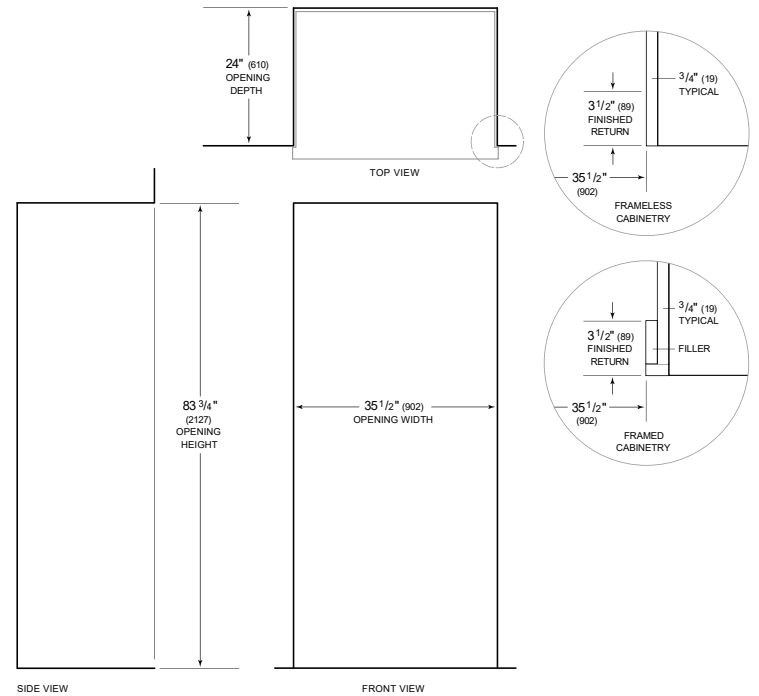 24" (610)
OPENING
DEPTH
TOP VIEW
3/4" (19)
TYPICAL
3 1/2" (89)
FINISHED
RETURN
35 1/2"
(902)
FRAMELESS
CABINETRY
3/4" (19)
TYPICAL
3 1/2" (89)
FINISHED
RETURN
FILLER
35 1/2"
(902)
FRAMED
CABINETRY
83 3/4"
(2127)
OPENING
HEIGHT
35 1/2" (902)
OPENING WIDTH
SIDE VIEW
FRONT VIEW